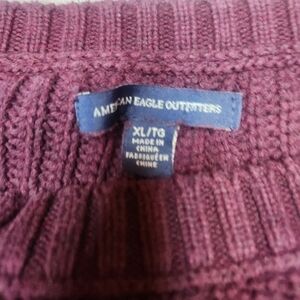 AMERICAN EAGLE OUTFITTERS
XL/TG
MADE IN
CHINA
FABRIQUÉ EN
CHINE